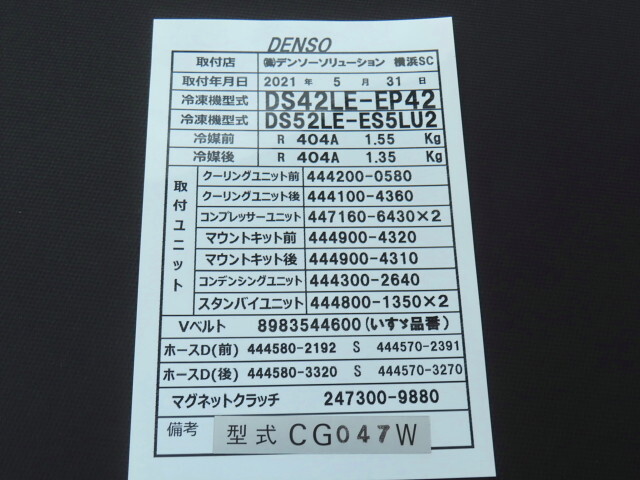 DENSO
取付店 ㈱デンソーソリューション 横浜SC
取付年月日 2021 年 5 月 31 日
冷凍機型式 DS42LE-EP42
冷凍機型式 DS52LE-ES5LU2
冷媒前 R 404A 1.55 Kg
冷媒後 R 404A 1.35 Kg
取付ユニット
クーリングユニット前 444200-0580
クーリングユニット後 444100-4360
コンプレッサーユニット 447160-6430×2
マウントキット前 444900-4320
マウントキット後 444900-4310
コンデンシングユニット 444300-2640
スタンバイユニット 444800-1350×2
Vベルト 8983544600(いすゞ品番)
ホースD(前) 444580-2192 S 444570-2391
ホースD(後) 444580-3320 S 444570-3270
マグネットクラッチ 247300-9880
備考 型式 CG047W